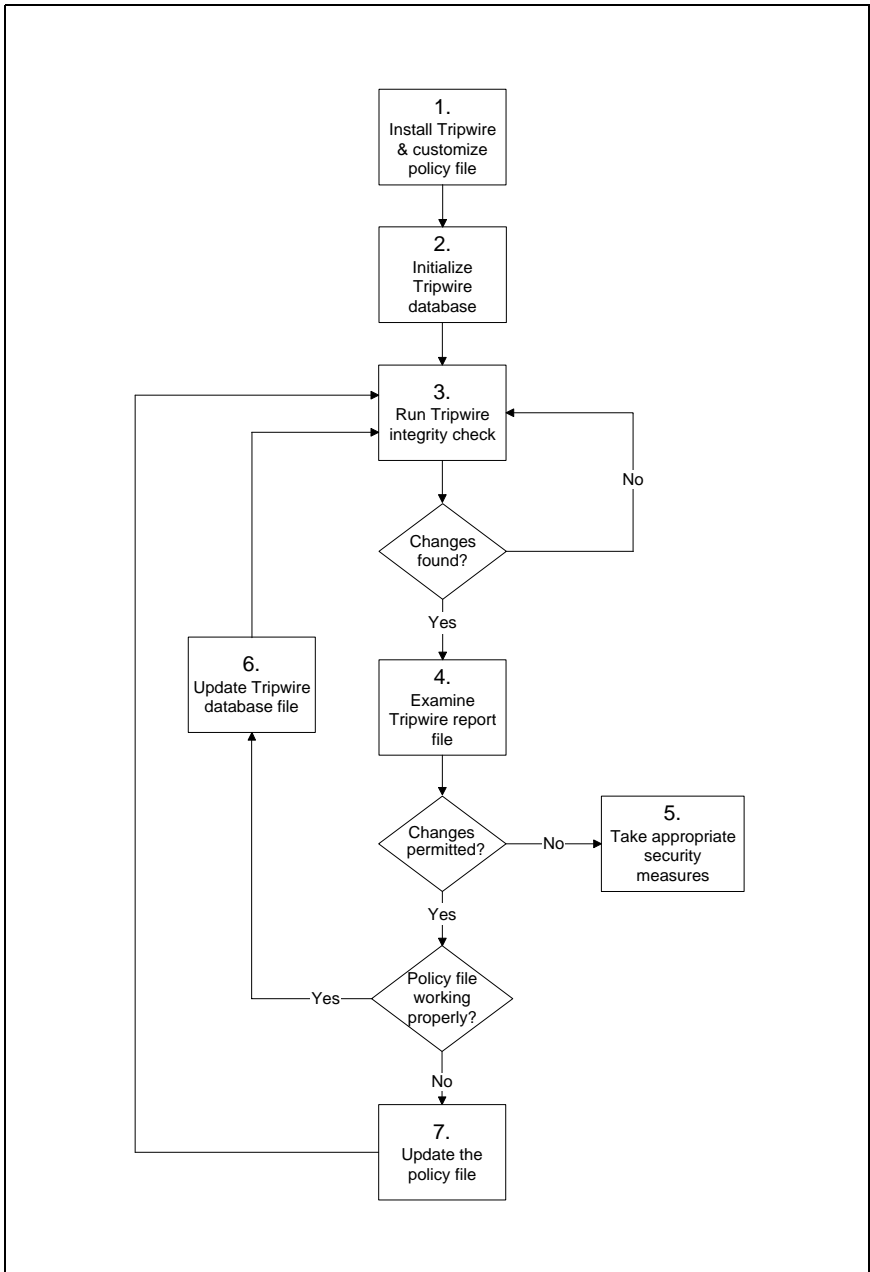 1.
Install Tripwire
& customize
policy file
2.
Initialize
Tripwire
database
3.
Run Tripwire
integrity check
No
Changes
found?
Yes
6.
Update Tripwire
database file
4.
Examine
Tripwire report
file
Changes
permitted?
No
5.
Take appropriate
security
measures
Yes
Policy file
working
properly?
Yes
No
7.
Update the
policy file